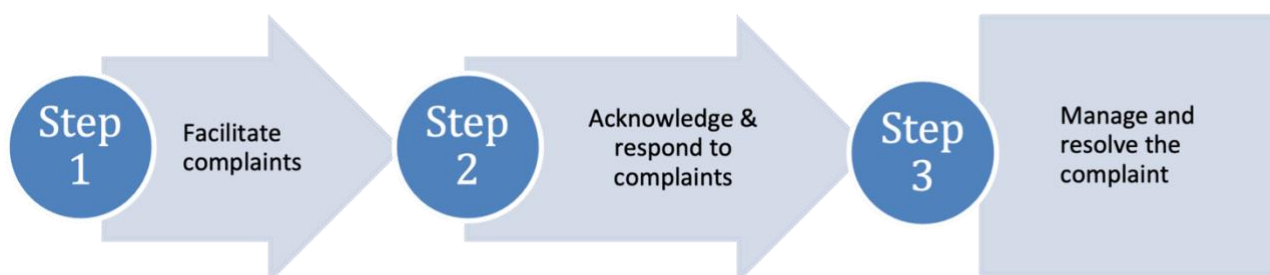 Step
1
Facilitate
complaints
Step
2
Acknowledge &
respond to
complaints
Step
3
Manage and
resolve the
complaint